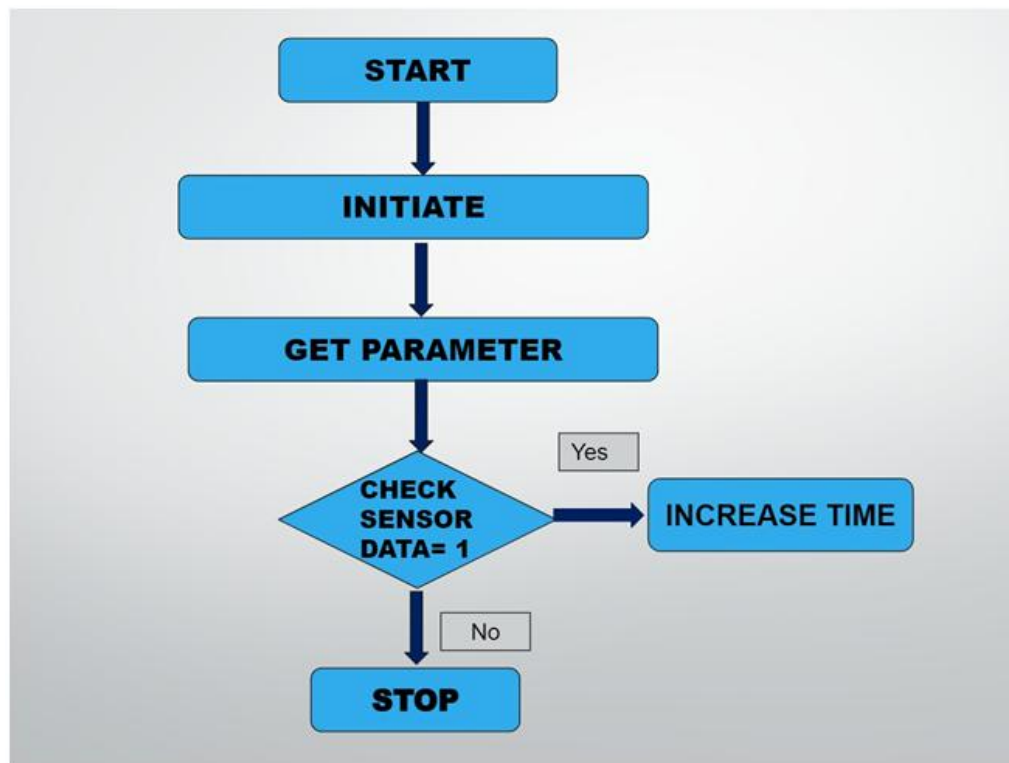 START
INITIATE
GET PARAMETER
Yes
CHECK
SENSOR
DATA= 1
INCREASE TIME
No
STOP